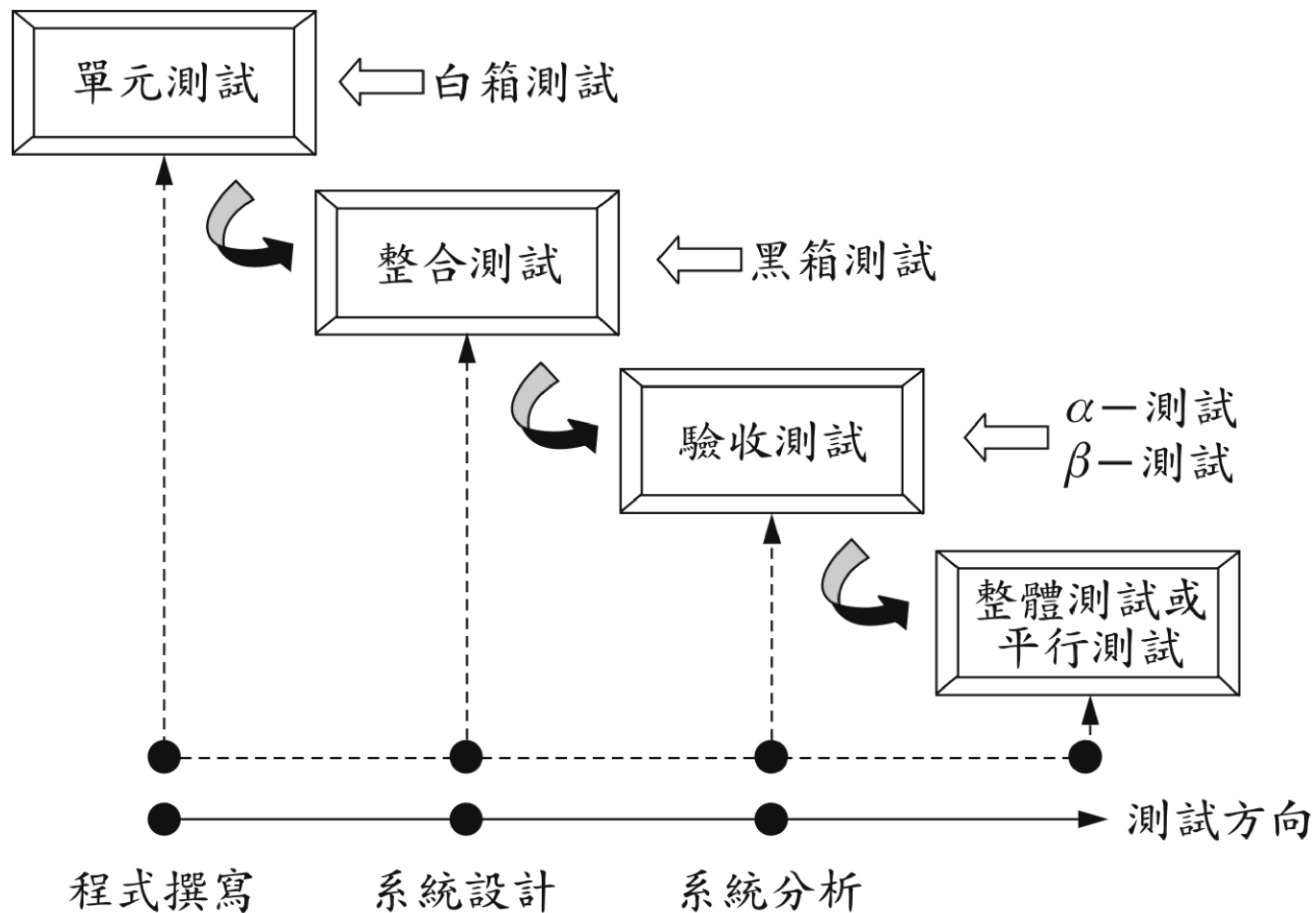 單元測試
白箱測試
整合測試
黑箱測試
驗收測試
α－測試
β－測試
整體測試或
平行測試
測試方向
程式撰寫
系統設計
系統分析